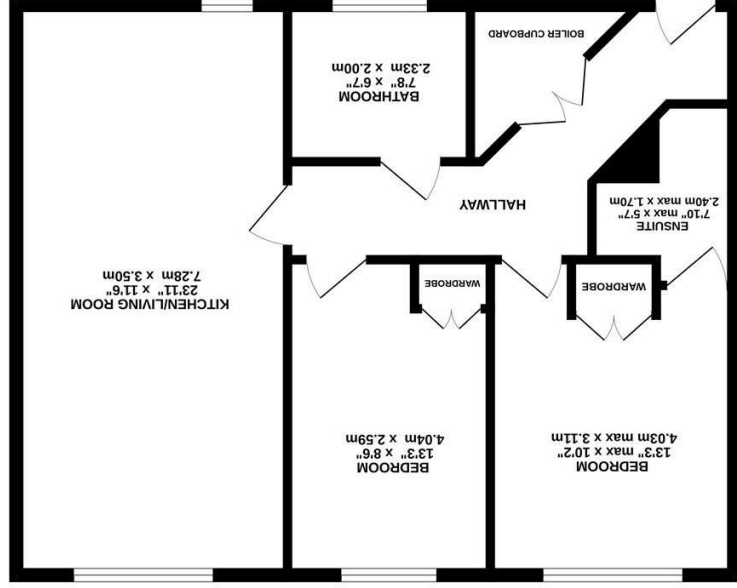 BEDROOM
13'3" max x 10'2"
4.03m max x 3.11m
BEDROOM
13'3" x 8'6"
4.04m x 2.59m
KITCHEN/LIVING ROOM
23'11" x 11'6"
7.28m x 3.50m
WARDROBE
WARDROBE
ENSUITE
7'10" max x 5'7"
2.40m max x 1.70m
HALLWAY
BATHROOM
7'8" x 6'7"
2.33m x 2.00m
BOILER CUPBOARD